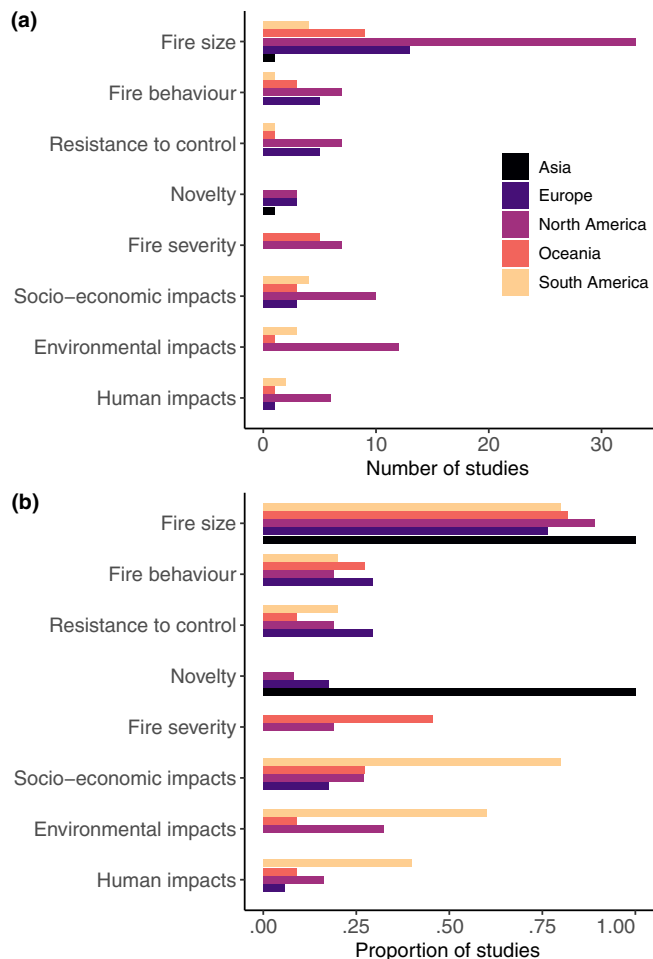 (a)
Fire size
Fire behaviour
Resistance to control
Novelty
Fire severity
Socio−economic impacts
Environmental impacts
Human impacts
Asia
Europe
North America
Oceania
South America
0 10 20 30
Number of studies
(b)
Fire size
Fire behaviour
Resistance to control
Novelty
Fire severity
Socio−economic impacts
Environmental impacts
Human impacts
.00 .25 .50 .75 1.00
Proportion of studies